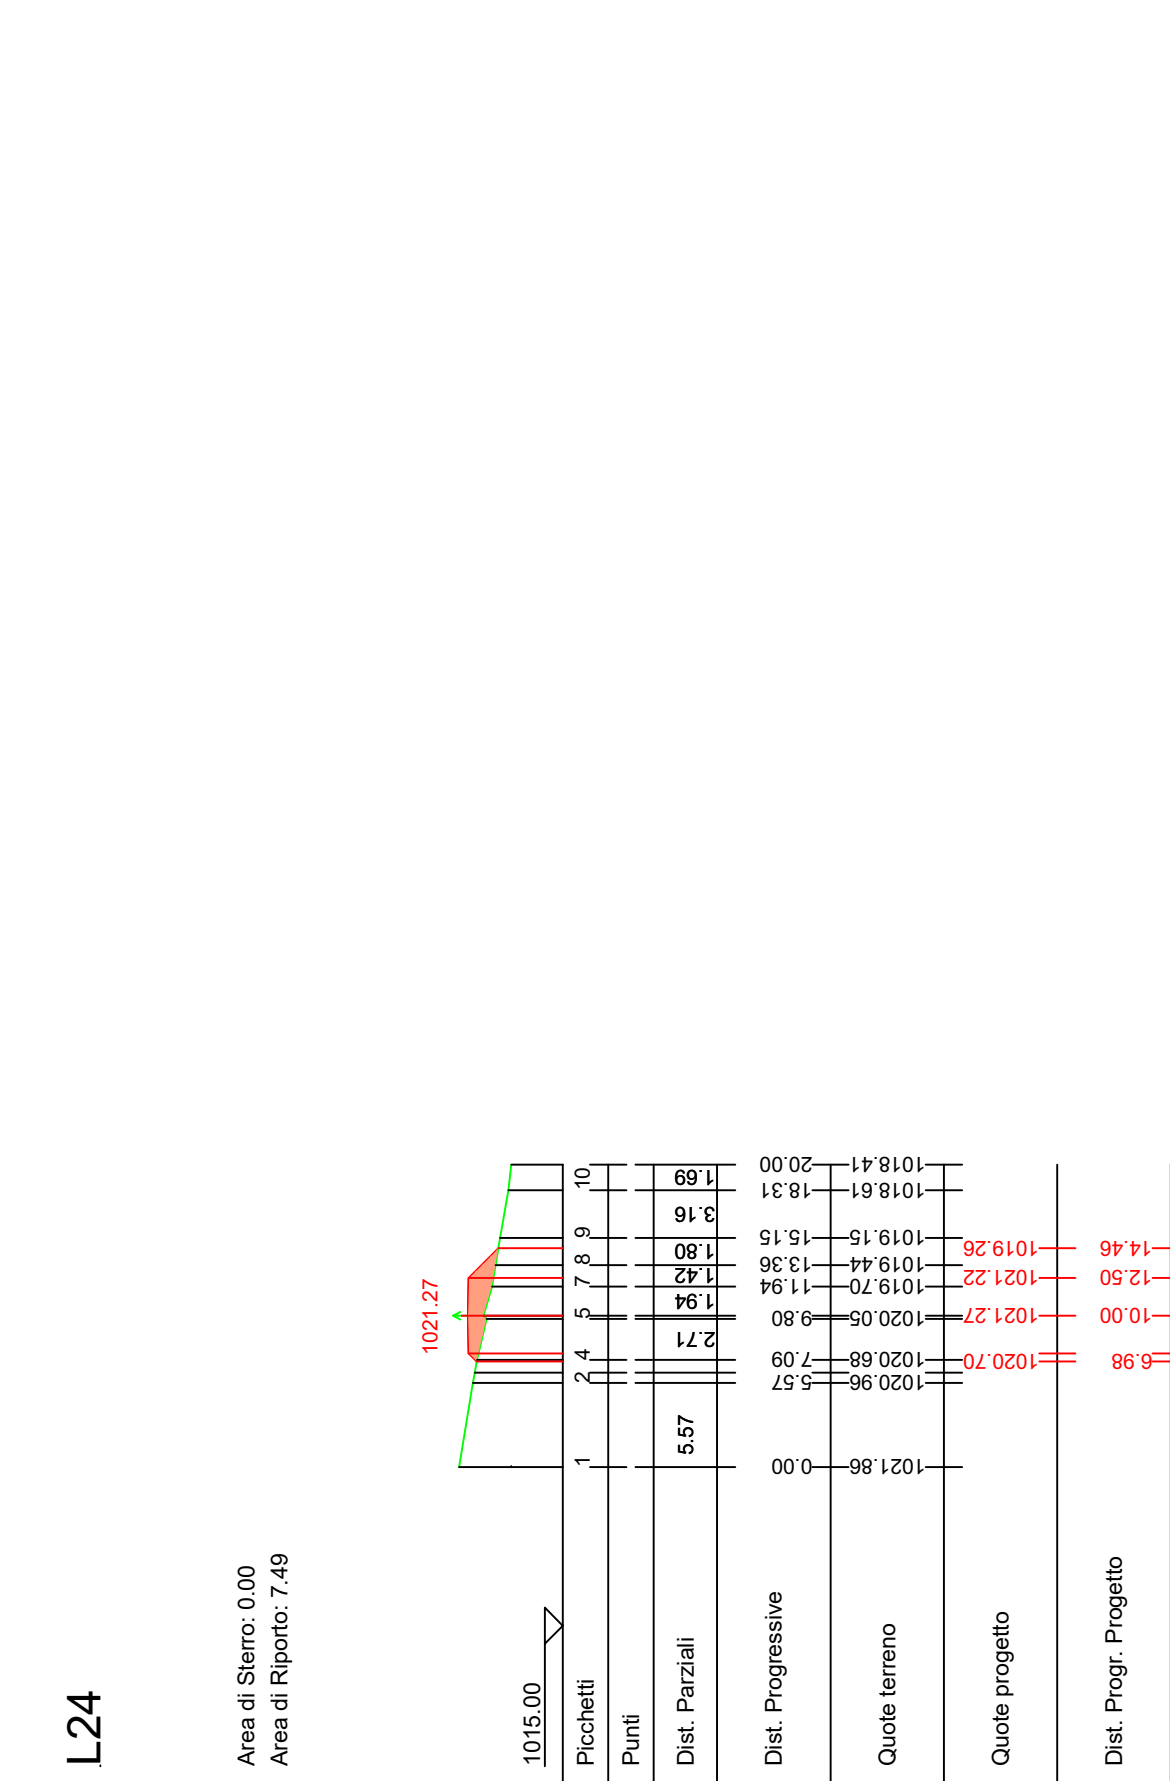 L24
Area di Sterro: 0.00
Area di Riporto: 7.49
1021.27
1015.00
Picchetti 1 2 4 5 7 8 9 10
Punti
Dist. Parziali 5.57 2.71 1.94 1.42 1.80 3.16 1.69
Dist. Progressive 0.00 5.57 7.09 9.80 11.94 13.36 15.15 18.31 20.00
Quote terreno 1021.86 1020.96 1020.68 1020.05 1019.70 1019.44 1019.15 1018.61 1018.41
Quote progetto 1020.70 1021.27 1021.22 1019.26
Dist. Progr. Progetto 6.98 10.00 12.50 14.46